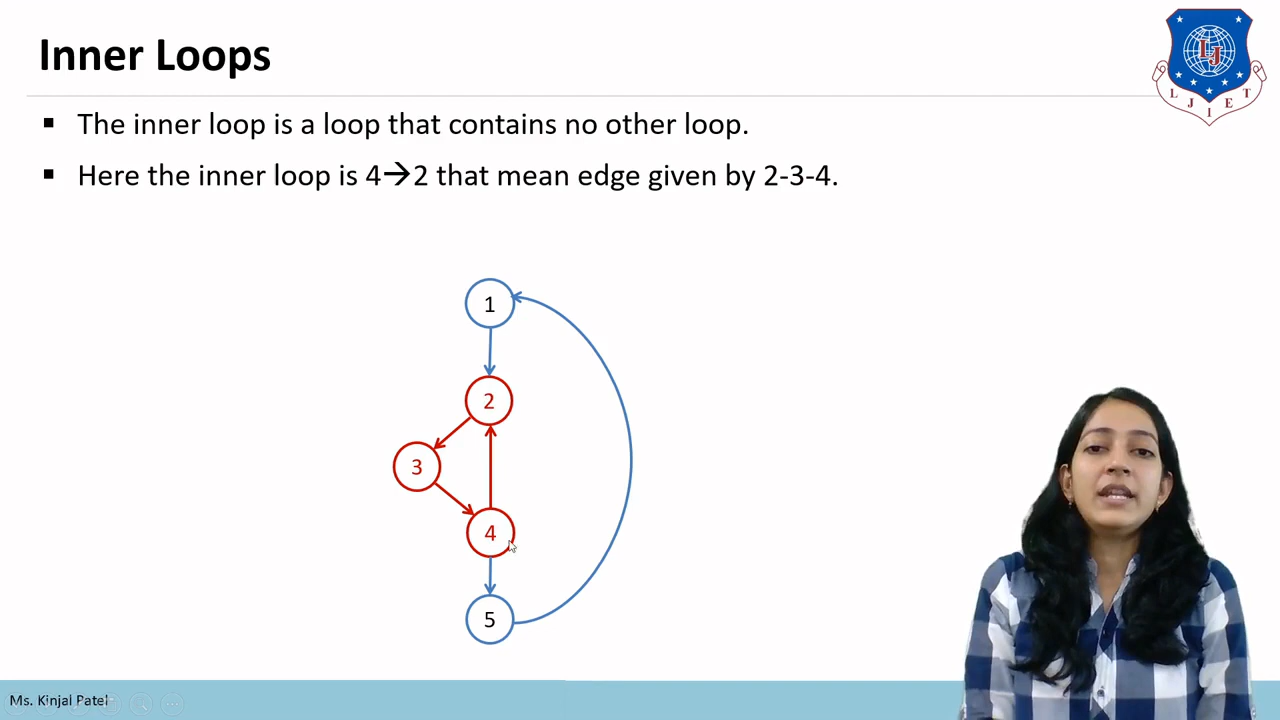 Inner Loops
LJ
L J I E T
▪ The inner loop is a loop that contains no other loop.
▪ Here the inner loop is 4→2 that mean edge given by 2-3-4.
1
2
3
4
5
Ms. Kinjal Patel